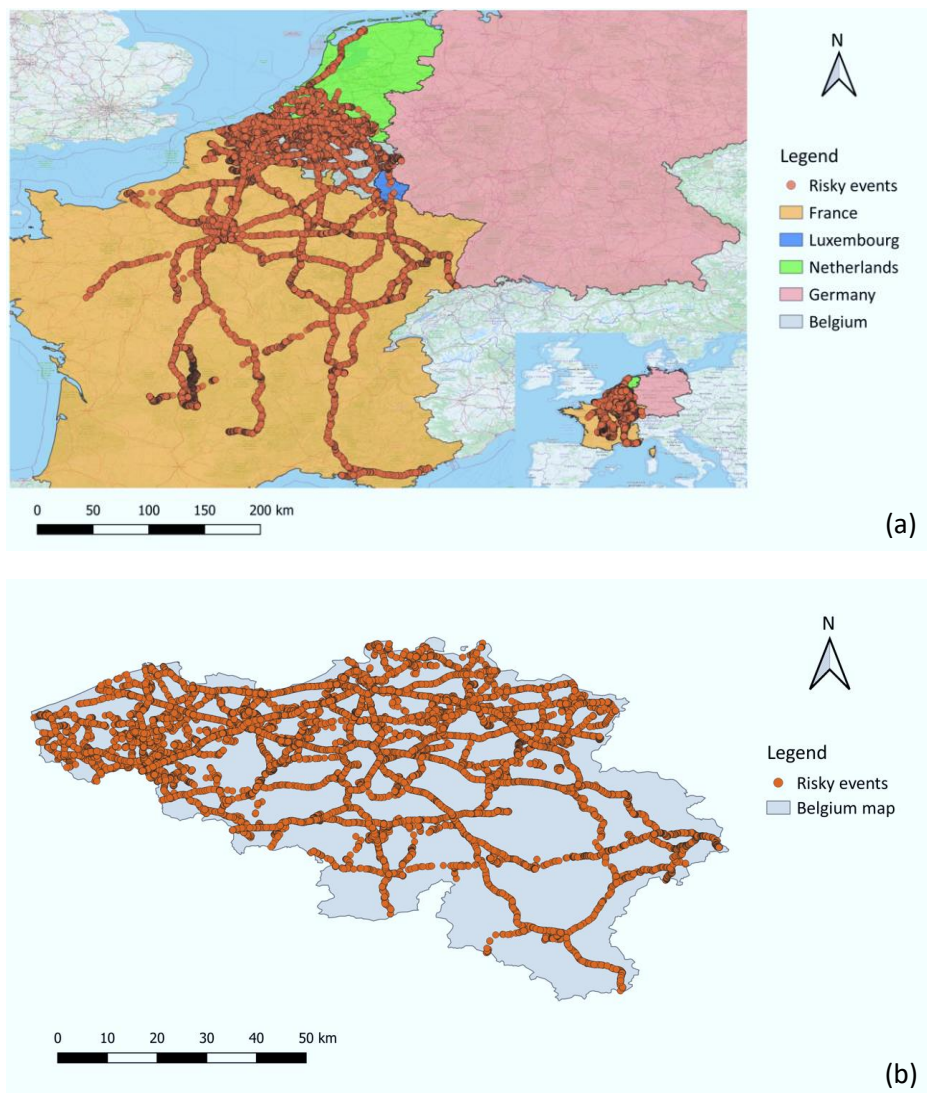 N
Legend
Risky events
France
Luxembourg
Netherlands
Germany
Belgium
0 50 100 150 200 km
(a)
N
Legend
Risky events
Belgium map
0 10 20 30 40 50 km
(b)